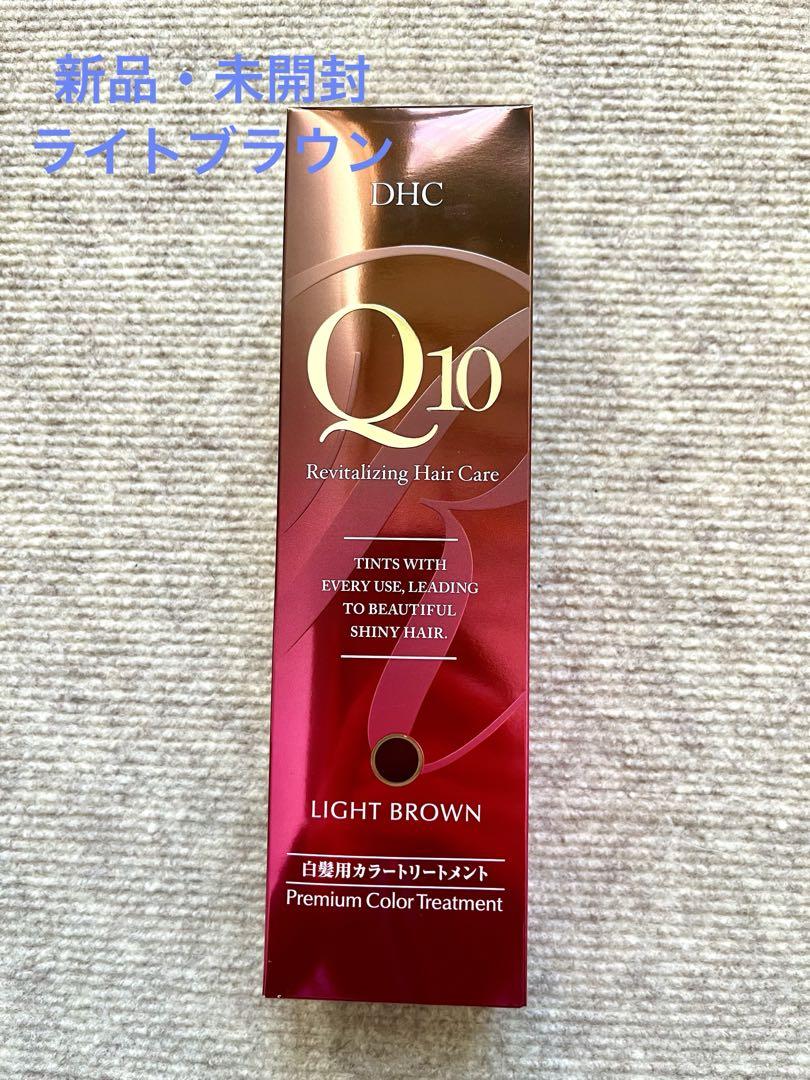 新品・未開封
ライトブラウン
DHC
Q10
Revitalizing Hair Care
TINTS WITH
EVERY USE, LEADING
TO BEAUTIFUL
SHINY HAIR.
LIGHT BROWN
白髪用カラートリートメント
Premium Color Treatment